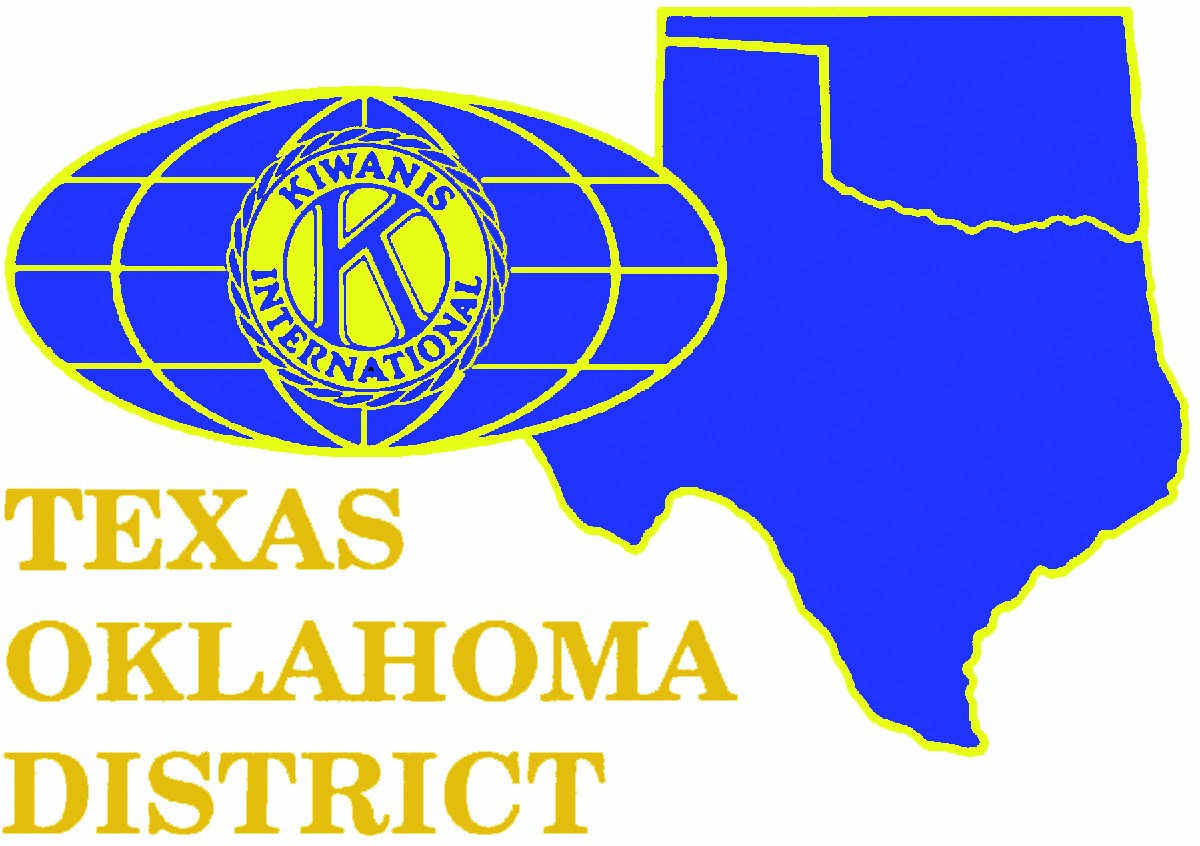 KIWANIS
K
INTERNATIONAL
TEXAS
OKLAHOMA
DISTRICT